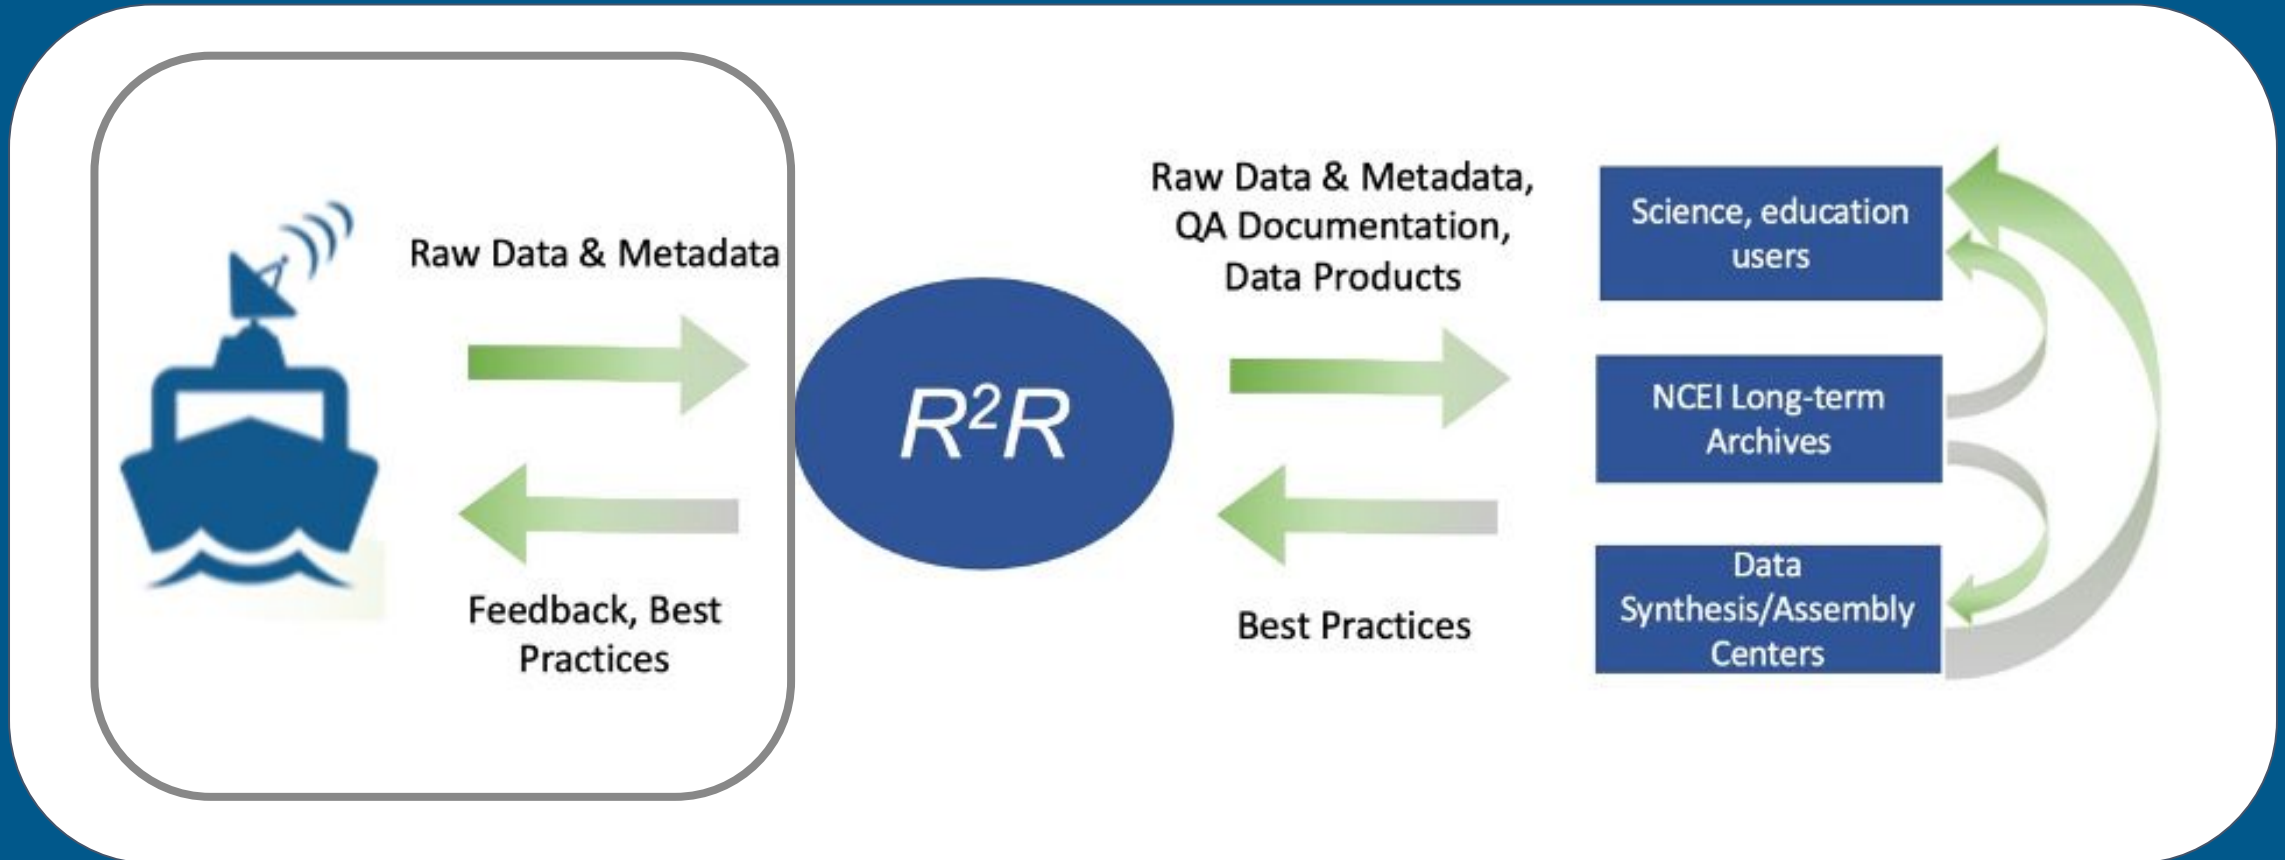 Raw Data & Metadata
Feedback, Best
Practices
R²R
Raw Data & Metadata,
QA Documentation,
Data Products
Best Practices
Science, education
users
NCEI Long-term
Archives
Data
Synthesis/Assembly
Centers